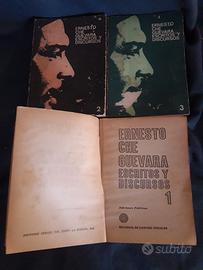 ERNESTO
CHE
GUEVARA
ESCRITOS Y
DISCURSOS
2
ERNESTO
CHE
GUEVARA
ESCRITOS Y
DISCURSOS
3
ERNESTO
CHE
GUEVARA
ESCRITOS Y
DISCURSOS
1
EDITORIAL DE CIENCIAS SOCIALES
subito